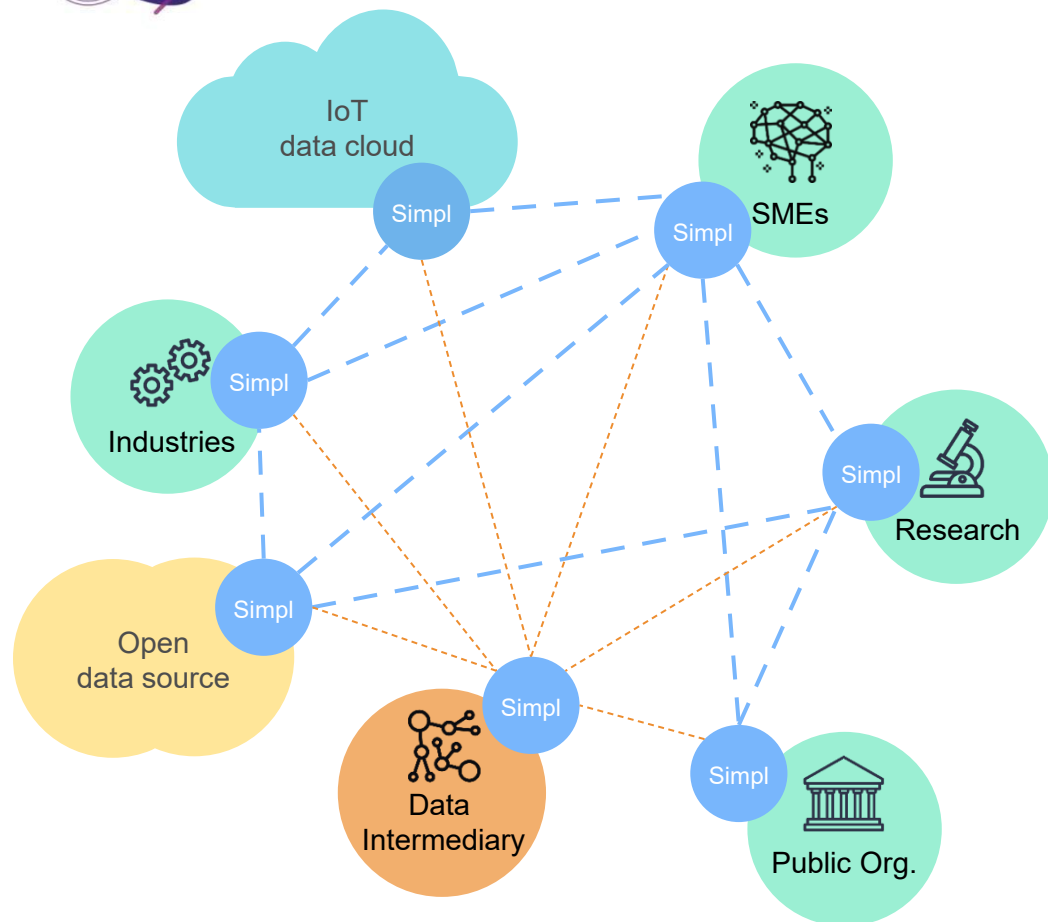 IoT
data cloud
Simpl
SMEs
Simpl
Industries
Simpl
Research
Simpl
Open
data source
Simpl
Data
Intermediary
Simpl
Public Org.
Simpl